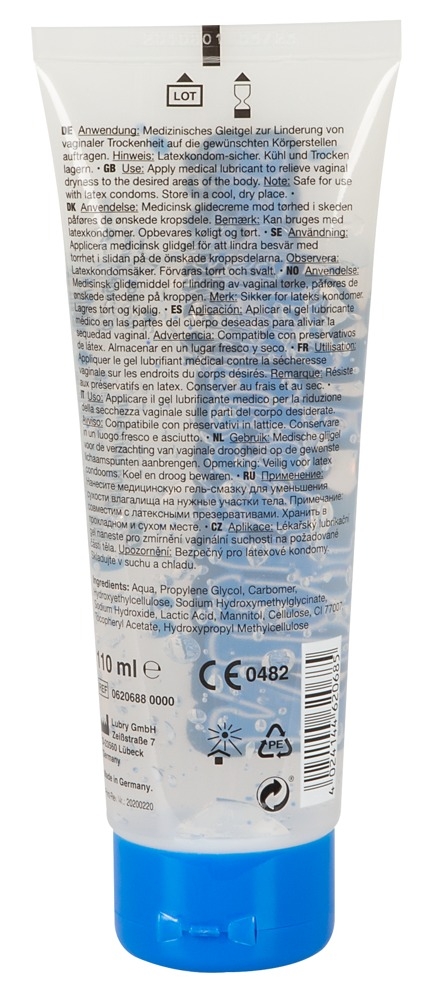 LOT
DE Anwendung: Medizinisches Gleitgel zur Linderung von
vaginaler Trockenheit auf die gewünschten Körperstellen
auftragen. Hinweis: Latexkondom-sicher. Kühl und Trocken
lagern. • GB Use: Apply medical lubricant to relieve vaginal
dryness to the desired areas of the body. Note: Safe for use
with latex condoms. Store in a cool, dry place. •
DK Anvendelse: Medicinsk glidecreme mod tørhed i skeden
påføres de ønskede kropsdele. Bemærk: Kan bruges med
latexkondomer. Opbevares køligt og tørt. • SE Användning:
Applicera medicinsk glidgel för att lindra besvär med
torrhet i slidan på de önskade kroppsdelarna. Observera:
Latexkondomsäker. Förvaras torrt och svalt. • NO Anvendelse:
Medisinsk glidemiddel for lindring av vaginal tørke, påføres de
ønskede stedene på kroppen. Merk: Sikker for lateks kondomer.
Lagres tørt og kjølig. • ES Aplicación: Aplicar el gel lubricante
médico en las partes del cuerpo deseadas para aliviar la
sequedad vaginal. Advertencia: Compatible con preservativos
de látex. Almacenar en un lugar fresco y seco. • FR Utilisation:
Appliquer le gel lubrifiant médical contre la sécheresse
vaginale sur les endroits du corps désirés. Remarque: Résiste
aux préservatifs en latex. Conserver au frais et au sec. •
IT Uso: Applicare il gel lubrificante medico per la riduzione
della secchezza vaginale sulle parti del corpo desiderate.
Avviso: Compatibile con preservativi in lattice. Conservare
in un luogo fresco e asciutto. • NL Gebruik: Medische glijgel
voor de verzachting van vaginale droogheid op de gewenste
lichaamspunten aanbrengen. Opmerking: Veilig voor latex
condooms. Koel en droog bewaren. • RU Применение:
Нанесите медицинскую гель-смазку для уменьшения
сухости влагалища на нужные участки тела. Примечание:
совместим с латексными презервативами. Хранить в
прохладном и сухом месте. • CZ Aplikace: Lékařský lubrikační
gel naneste pro zmírnění vaginální suchosti na požadované
části těla. Upozornění: Bezpečný pro látexové kondomy.
Skladujte v suchu a chladu.
Ingredients: Aqua, Propylene Glycol, Carbomer,
Hydroxyethylcellulose, Sodium Hydroxymethylglycinate,
Sodium Hydroxide, Lactic Acid, Mannitol, Cellulose, CI 77007,
Tocopheryl Acetate, Hydroxypropyl Methylcellulose
110 ml e
CE 0482
REF 0620688 0000
Lubry GmbH
Zeißstraße 7
23560 Lübeck
Germany
PE
Made in Germany.
Nr.: 20200220
4 024144 620685